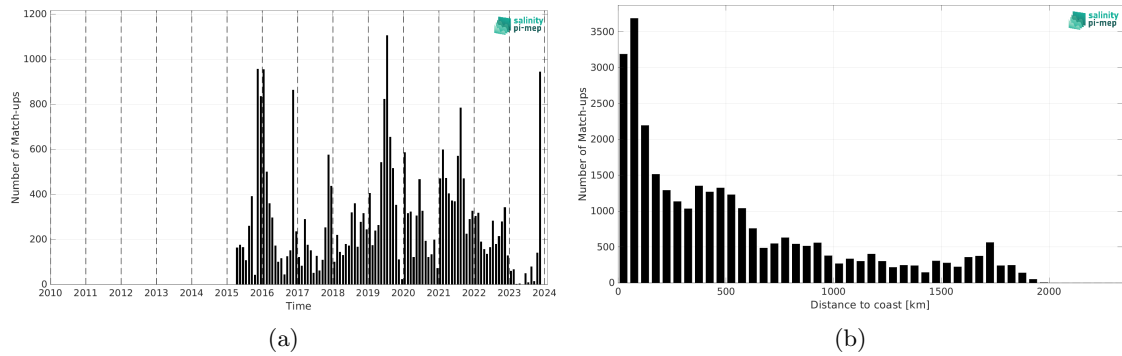 salinity
pi-mep
1200
1000
800
600
400
200
0
Number of Match-ups
2010 2011 2012 2013 2014 2015 2016 2017 2018 2019 2020 2021 2022 2023 2024
Time
(a)
salinity
pi-mep
3500
3000
2500
2000
1500
1000
500
0
Number of Match-ups
0 500 1000 1500 2000
Distance to coast [km]
(b)